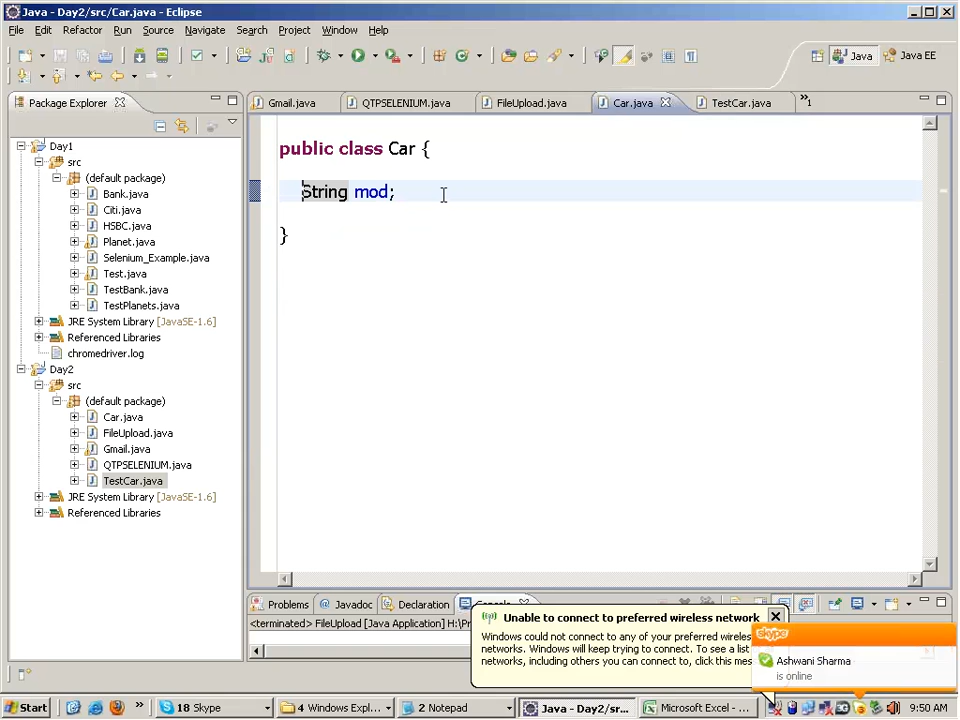 Java - Day2/src/Car.java - Eclipse
File Edit Refactor Run Source Navigate Search Project Window Help
Java Java EE
Package Explorer
Gmail.java QTPSELENIUM.java FileUpload.java Car.java TestCar.java »1
Day1
src
(default package)
Bank.java
Citi.java
HSBC.java
Planet.java
Selenium_Example.java
Test.java
TestBank.java
TestPlanets.java
JRE System Library [JavaSE-1.6]
Referenced Libraries
chromedriver.log
Day2
src
(default package)
Car.java
FileUpload.java
Gmail.java
QTPSELENIUM.java
TestCar.java
JRE System Library [JavaSE-1.6]
Referenced Libraries
public class Car {
String mod;
}
Problems Javadoc Declaration
<terminated> FileUpload [Java Application] H:\
Unable to connect to preferred wireless network
Windows could not connect to any of your preferred
networks. Windows will keep trying to connect. To see a list
networks, including others you can connect to, click this
skype
Ashwani Sharma
is online
Start » 18 Skype 4 Windows Expl... 2 Notepad Java - Day2/sr... Microsoft Excel - ... 9:50 AM